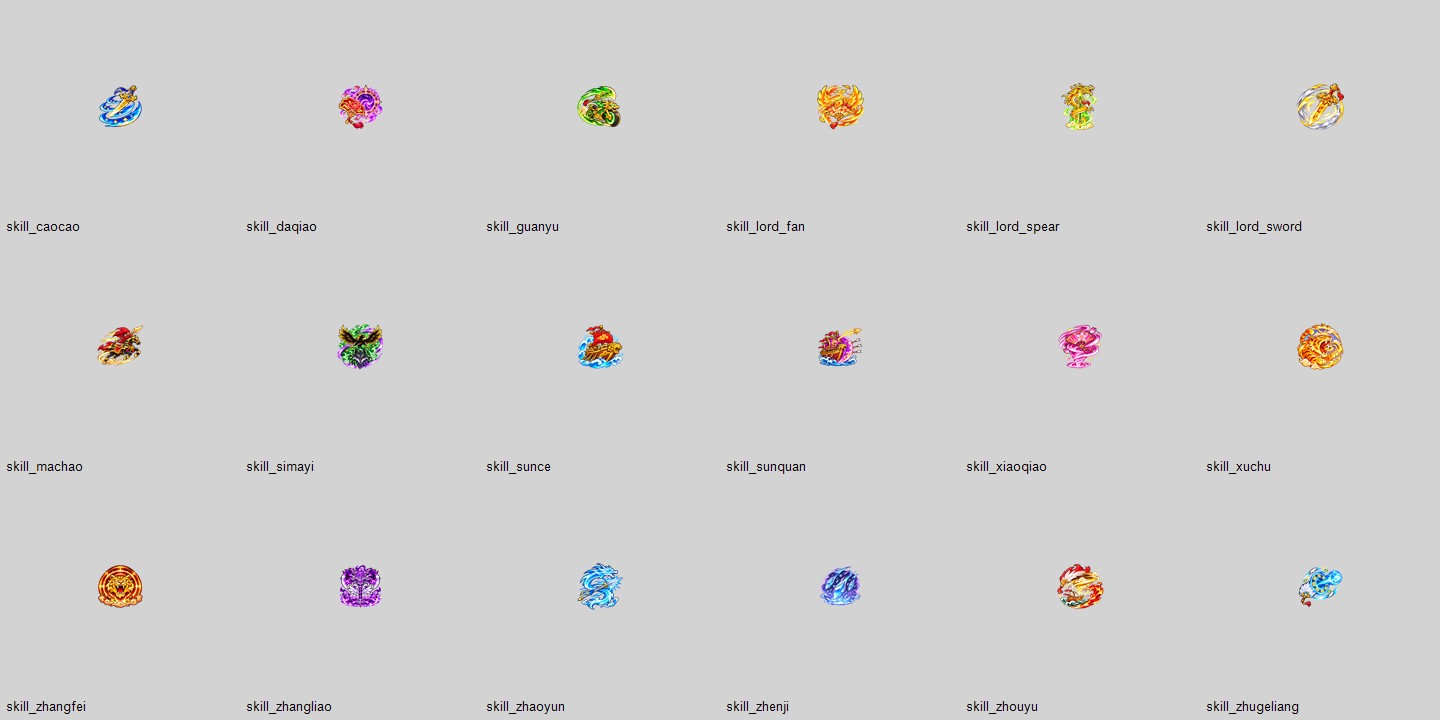 skill_caocao
skill_daqiao
skill_guanyu
skill_lord_fan
skill_lord_spear
skill_lord_sword
skill_machao
skill_simayi
skill_sunce
skill_sunquan
skill_xiaoqiao
skill_xuchu
skill_zhangfei
skill_zhangliao
skill_zhaoyun
skill_zhenji
skill_zhouyu
skill_zhugeliang